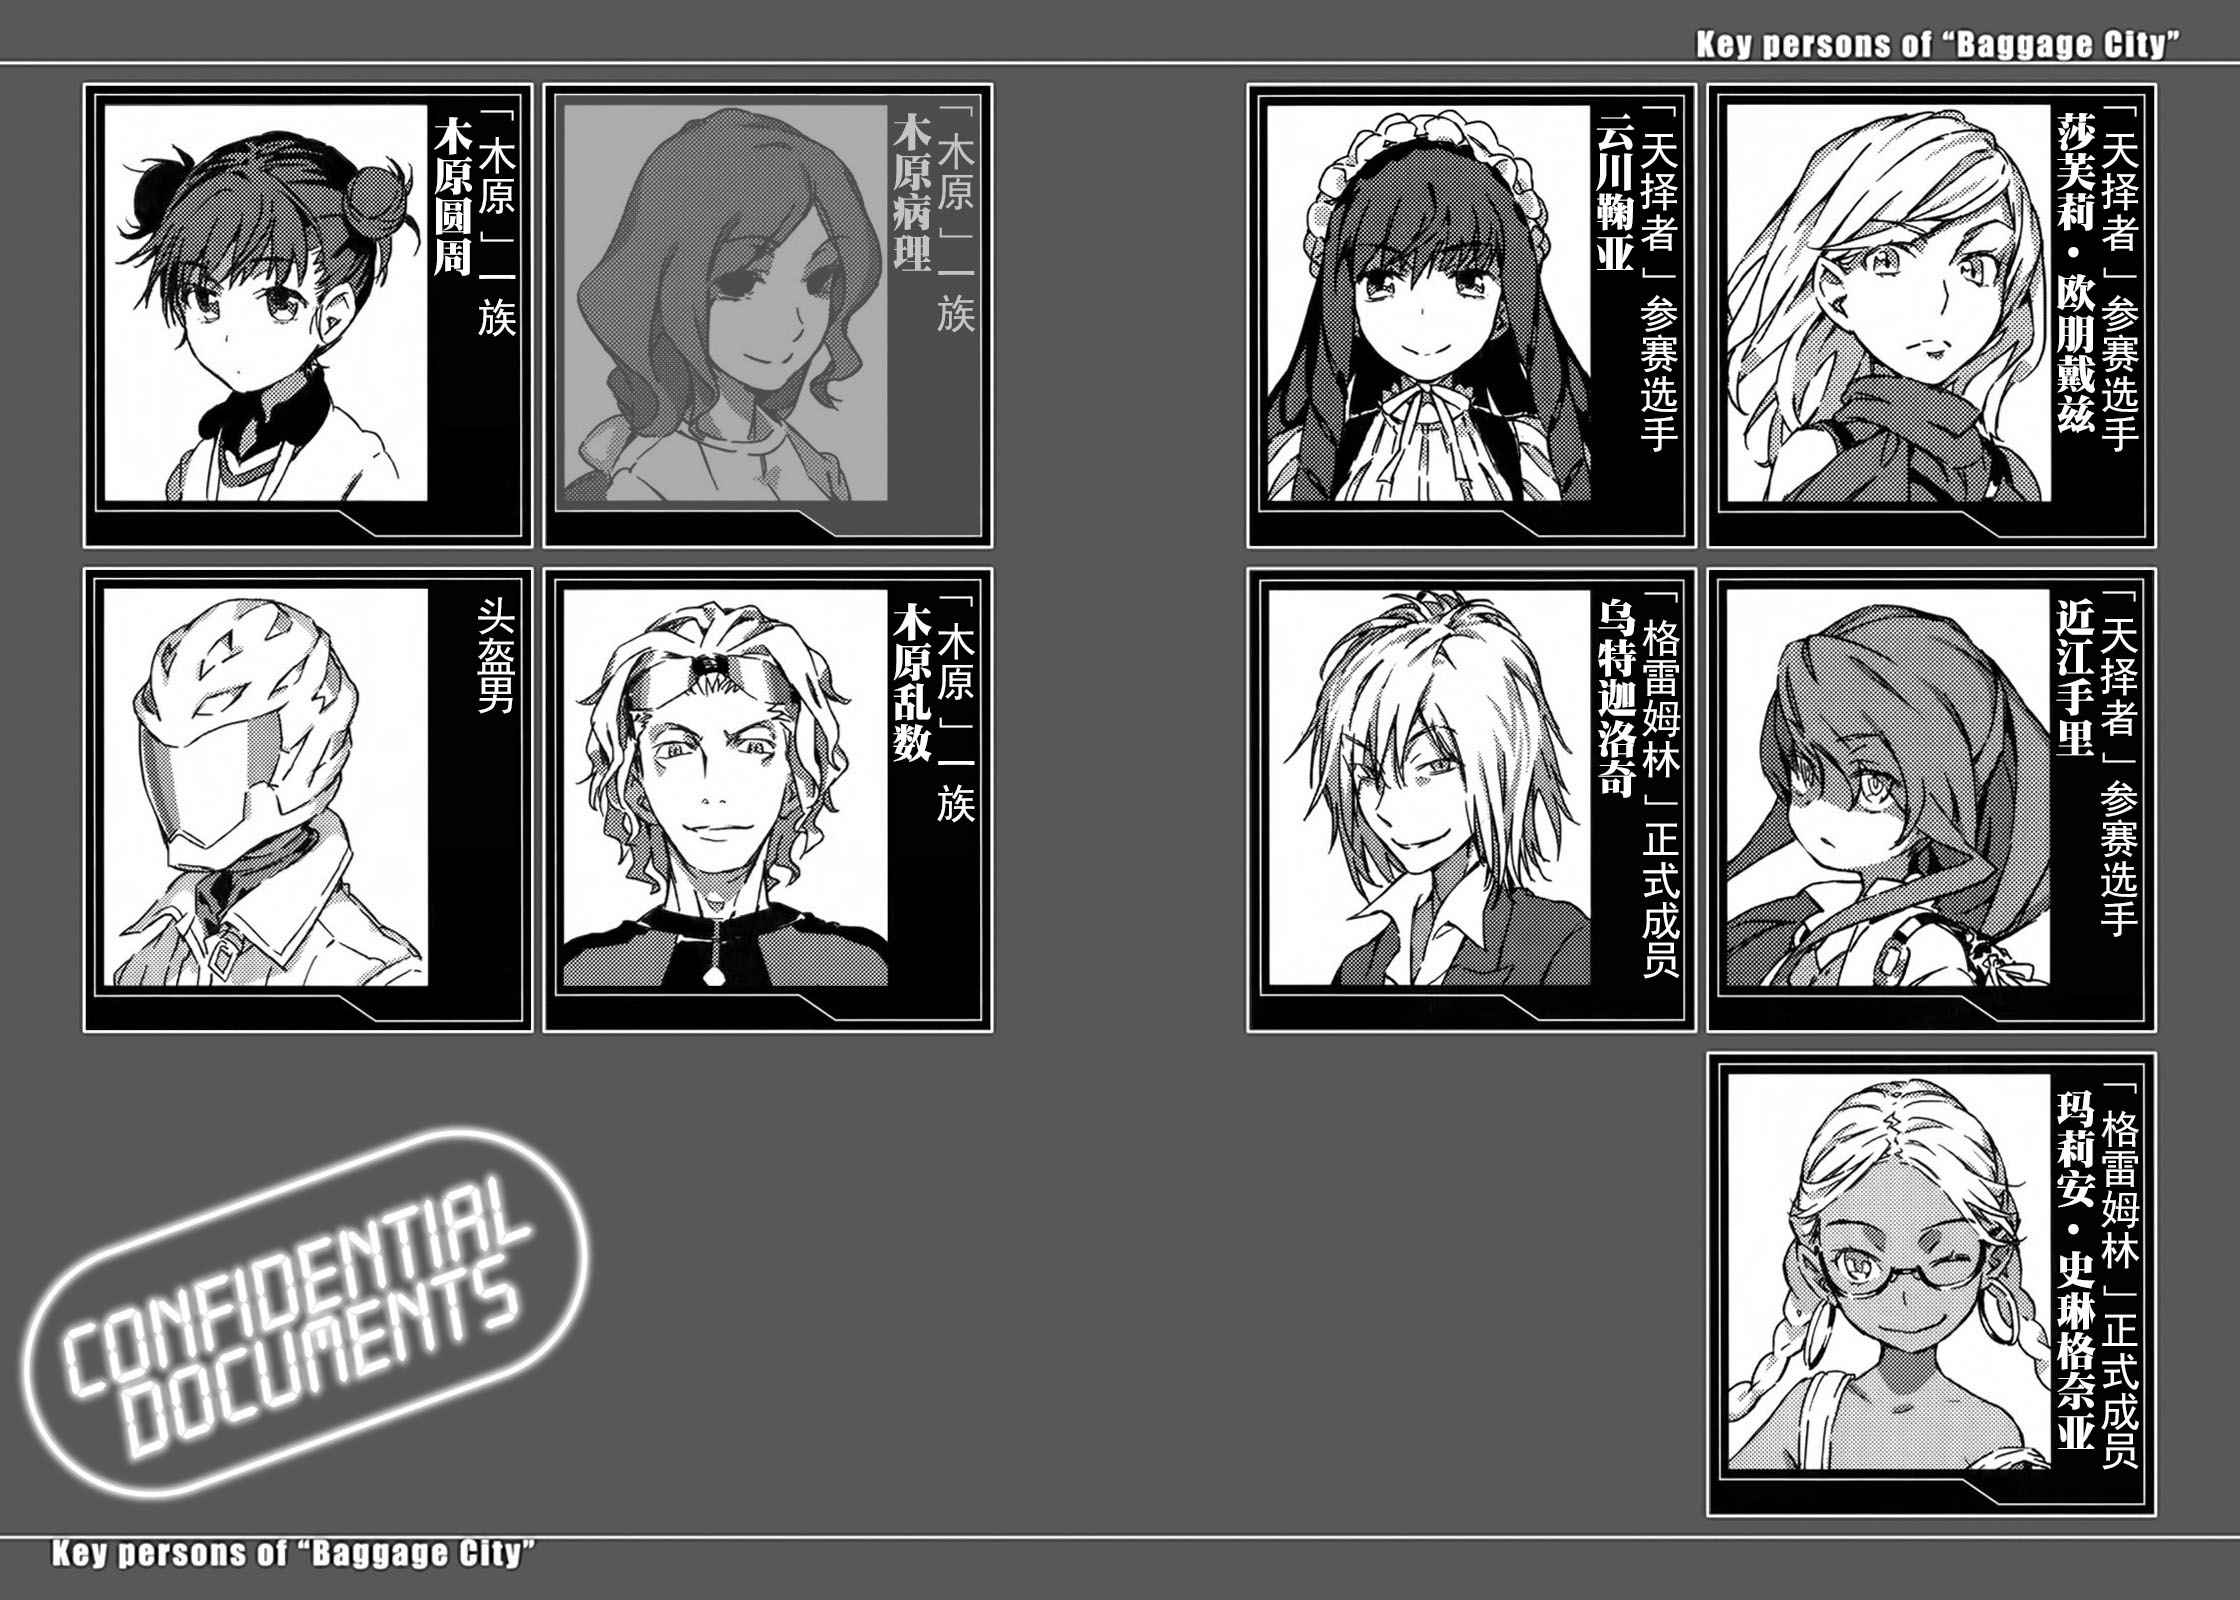 Key persons of “Baggage City”
「天择者」参赛选手
莎芙莉・欧朋戴兹
「天择者」参赛选手
云川鞠亚
「天择者」参赛选手
近江手里
「格雷姆林」正式成员
乌特迦洛奇
「格雷姆林」正式成员
玛莉安・史琳格奈亚
「木原」一族
木原病理
「木原」一族
木原圆周
「木原」一族
木原乱数
头盔男
CONFIDENTIAL
DOCUMENTS
Key persons of “Baggage City”